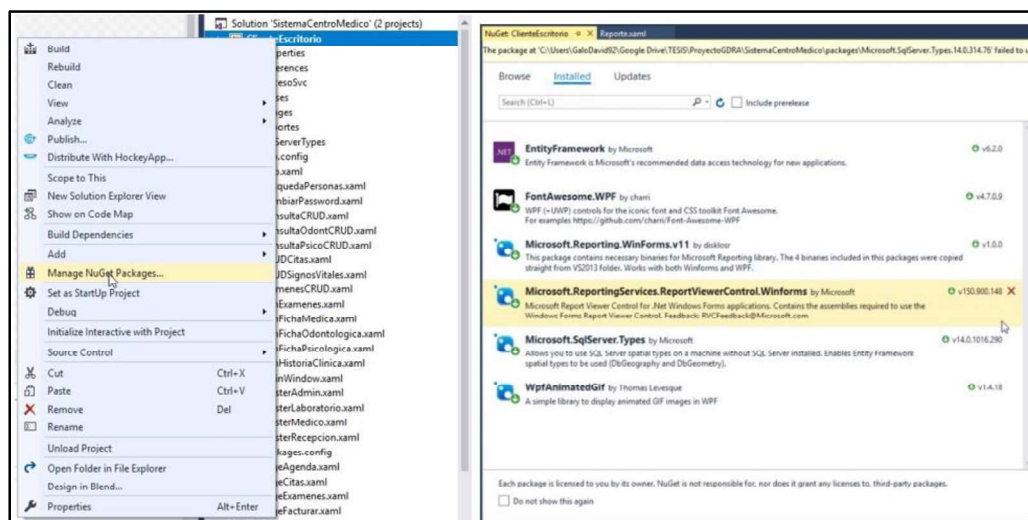 Solution 'SistemaCentroMedico' (2 projects)
ClienteEscritorio
perties
erences
esoSvc
ses
ges
ortes
ServerTypes
.config
.xaml
quedaPersonas.xaml
mbiarPassword.xaml
nsultaCRUD.xaml
nsultaOdontCRUD.xaml
nsultaPsicoCRUD.xaml
UDCitas.xaml
UDSignosVitales.xaml
menesCRUD.xaml
nExamenes.xaml
nFichaMedica.xaml
nFichaOdontologica.xaml
nFichaPsicologica.xaml
nHistoriaClinica.xaml
inWindow.xaml
sterAdmin.xaml
sterLaboratorio.xaml
sterMedico.xaml
sterRecepcion.xaml
kages.config
geAgenda.xaml
geCitas.xaml
geExamenes.xaml
geFacturar.xaml
Build
Rebuild
Clean
View
Analyze
Publish...
Distribute With HockeyApp...
Scope to This
New Solution Explorer View
Show on Code Map
Build Dependencies
Add
Manage NuGet Packages...
Set as StartUp Project
Debug
Initialize Interactive with Project
Source Control
Cut Ctrl+X
Paste Ctrl+V
Remove Del
Rename
Unload Project
Open Folder in File Explorer
Design in Blend...
Properties Alt+Enter
NuGet: ClienteEscritorio Reporte.xaml
The package at 'C:\Users\GaloDavid92\Google Drive\TESIS\ProyectoGDRA\SistemaCentroMedico\packages\Microsoft.SqlServer.Types.14.0.314.76' failed to u
Browse Installed Updates
Search (Ctrl+L) Include prerelease
.NET
EntityFramework by Microsoft v6.2.0
Entity Framework is Microsoft's recommended data access technology for new applications.
FontAwesome.WPF by charri v4.7.0.9
WPF (+UWP) controls for the iconic font and CSS toolkit Font Awesome.
For examples https://github.com/charri/Font-Awesome-WPF
Microsoft.Reporting.WinForms.v11 by disklosr v1.0.0
This package contains necessary binaries for Microsoft Reporting library. The 4 binaries included in this packages were copied
straight from VS2013 folder. Works with both Winforms and WPF.
Microsoft.ReportingServices.ReportViewerControl.Winforms by Microsoft v150.900.148
Microsoft Report Viewer Control for .Net Windows Forms applications. Contains the assemblies required to use the
Windows Forms Report Viewer Control. Feedback: RVCFeedback@Microsoft.com
Microsoft.SqlServer.Types by Microsoft v14.0.1016.290
Allows you to use SQL Server spatial types on a machine without SQL Server installed. Enables Entity Framework
spatial types to be used (DbGeography and DbGeometry).
WpfAnimatedGif by Thomas Levesque v1.4.18
A simple library to display animated GIF images in WPF
Each package is licensed to you by its owner. NuGet is not responsible for, nor does it grant any licenses to, third-party packages.
Do not show this again